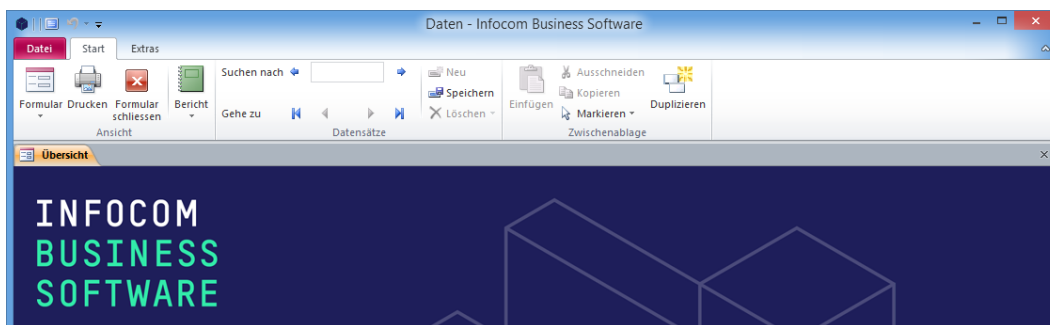 Daten - Infocom Business Software
Datei Start Extras
Formular Drucken Formular schliessen Bericht
Ansicht
Suchen nach
Gehe zu
Datensätze
Neu
Speichern
Löschen
Einfügen
Ausschneiden
Kopieren
Markieren
Duplizieren
Zwischenablage
Übersicht
INFOCOM
BUSINESS
SOFTWARE